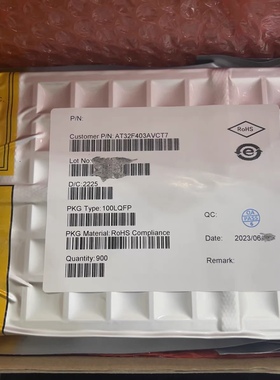 P/N:
Customer P/N: AT32F403AVCT7
RoHS
Lot No
D/C:2225
e
PKG Type:100LQFP
QC:
PASS
PKG Material:RoHS Compliance
Date: 2023/06
Quantity:900
Remark: